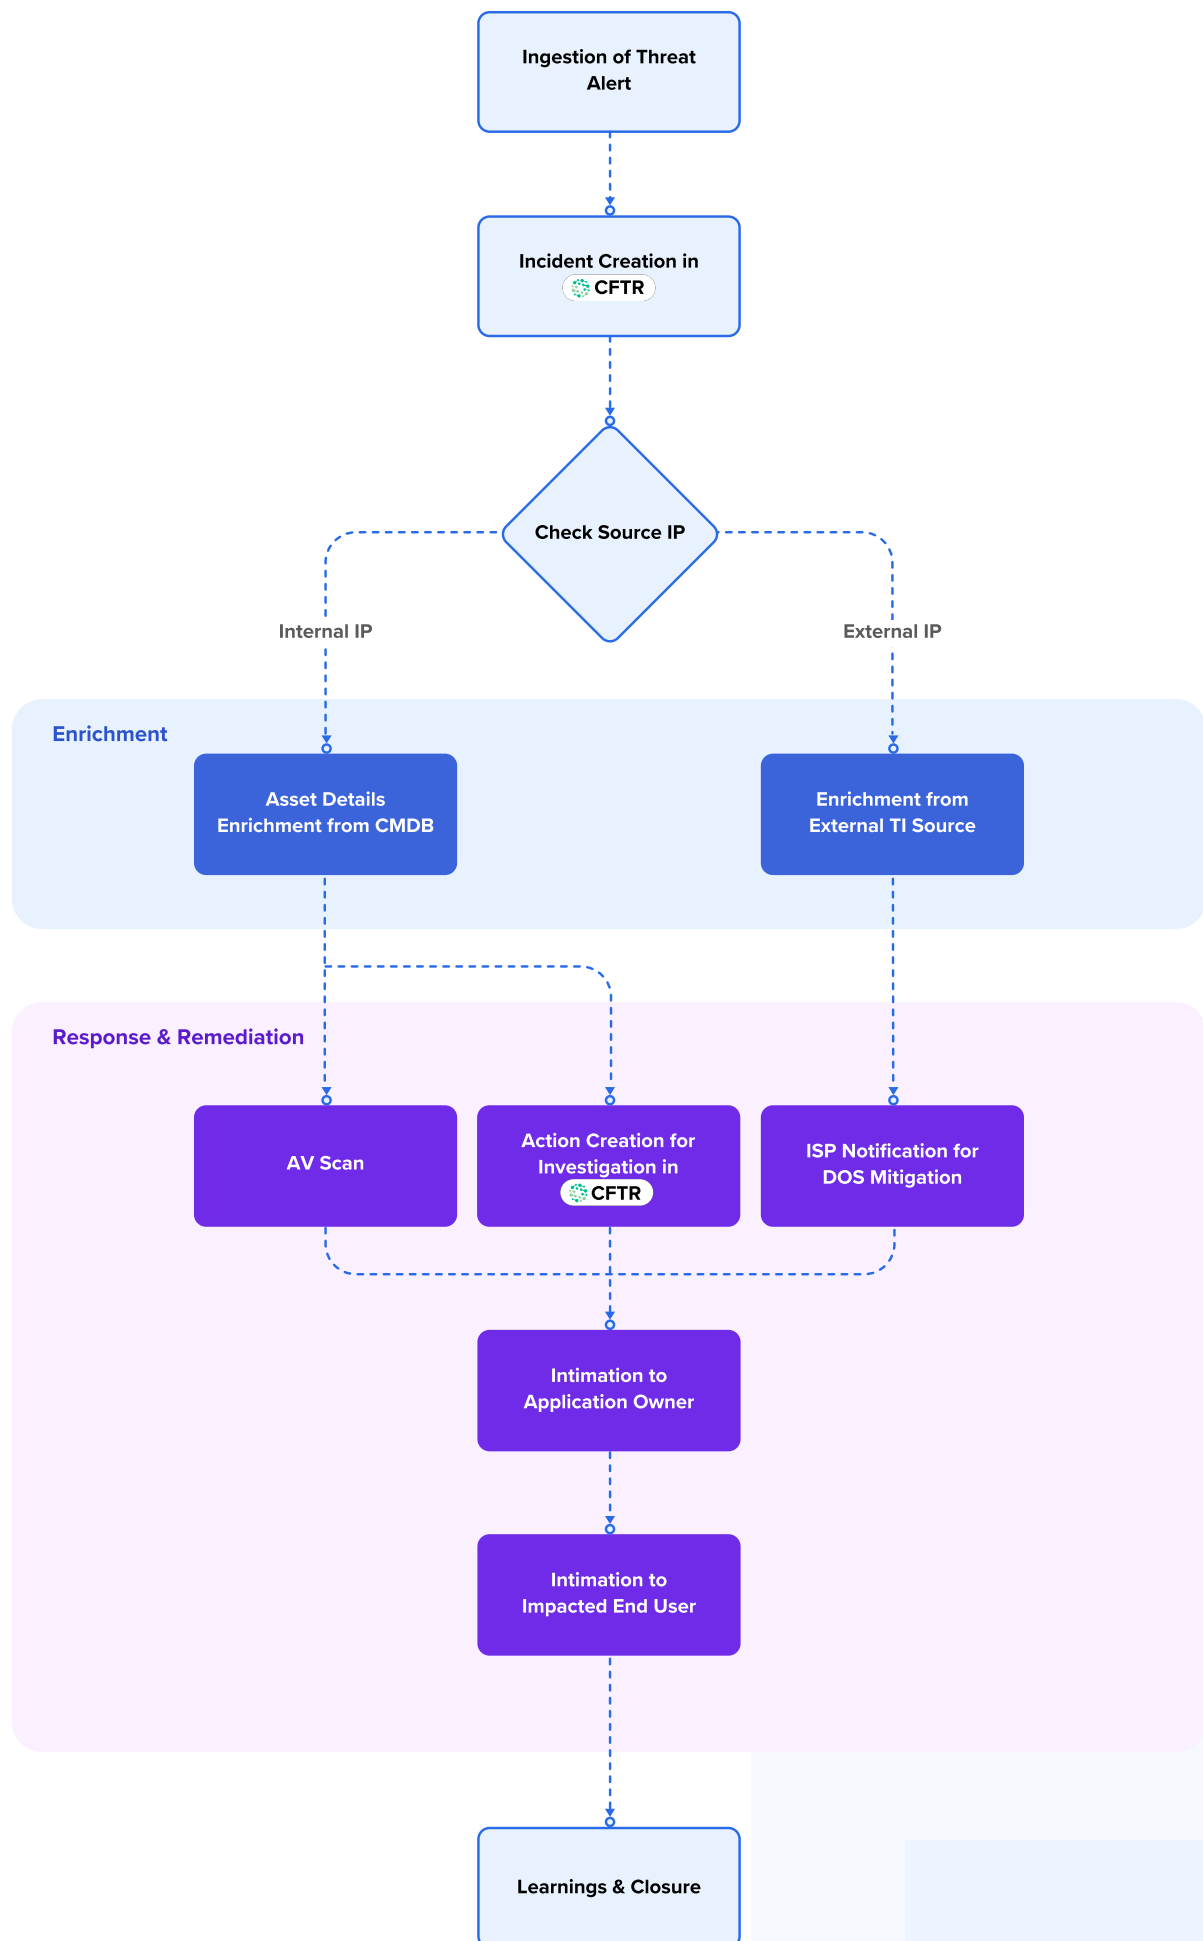 Ingestion of Threat
Alert
Incident Creation in
CFTR
Check Source IP
Internal IP
External IP
Enrichment
Asset Details
Enrichment from CMDB
Enrichment from
External TI Source
Response & Remediation
AV Scan
Action Creation for
Investigation in
CFTR
ISP Notification for
DOS Mitigation
Intimation to
Application Owner
Intimation to
Impacted End User
Learnings & Closure